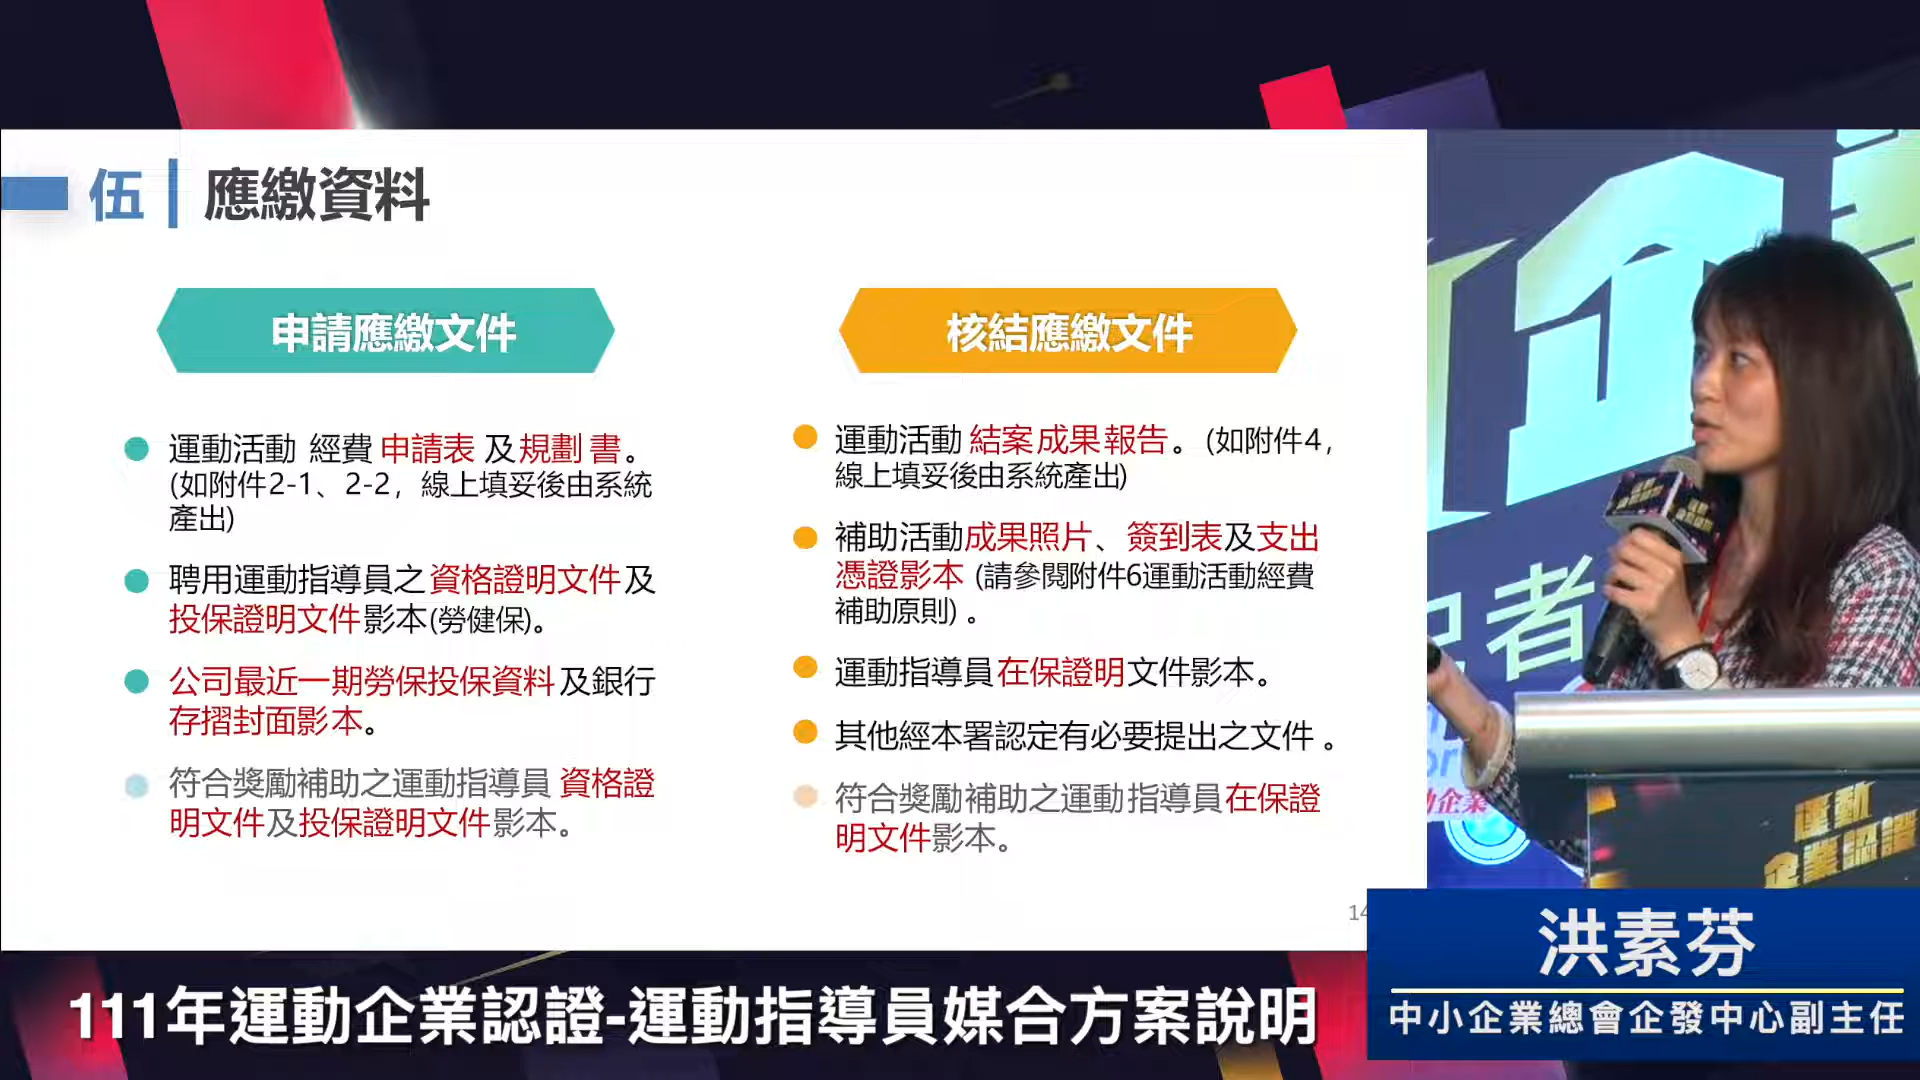 伍 應繳資料
申請應繳文件
運動活動 經費 申請表 及規劃 書。
(如附件2-1、2-2，線上填妥後由系統
產出)
聘用運動指導員之資格證明文件及
投保證明文件影本(勞健保)。
公司最近一期勞保投保資料及銀行
存摺封面影本。
符合獎勵補助之運動指導員 資格證
明文件及投保證明文件影本。
核結應繳文件
運動活動 結案成果報告。(如附件4，
線上填妥後由系統產出)
補助活動成果照片、簽到表及支出
憑證影本 (請參閱附件6運動活動經費
補助原則) 。
運動指導員在保證明文件影本。
其他經本署認定有必要提出之文件 。
符合獎勵補助之運動指導員在保證
明文件影本。
企
者
企業
運動
企業認證
洪素芬
中小企業總會企發中心副主任
111年運動企業認證-運動指導員媒合方案說明